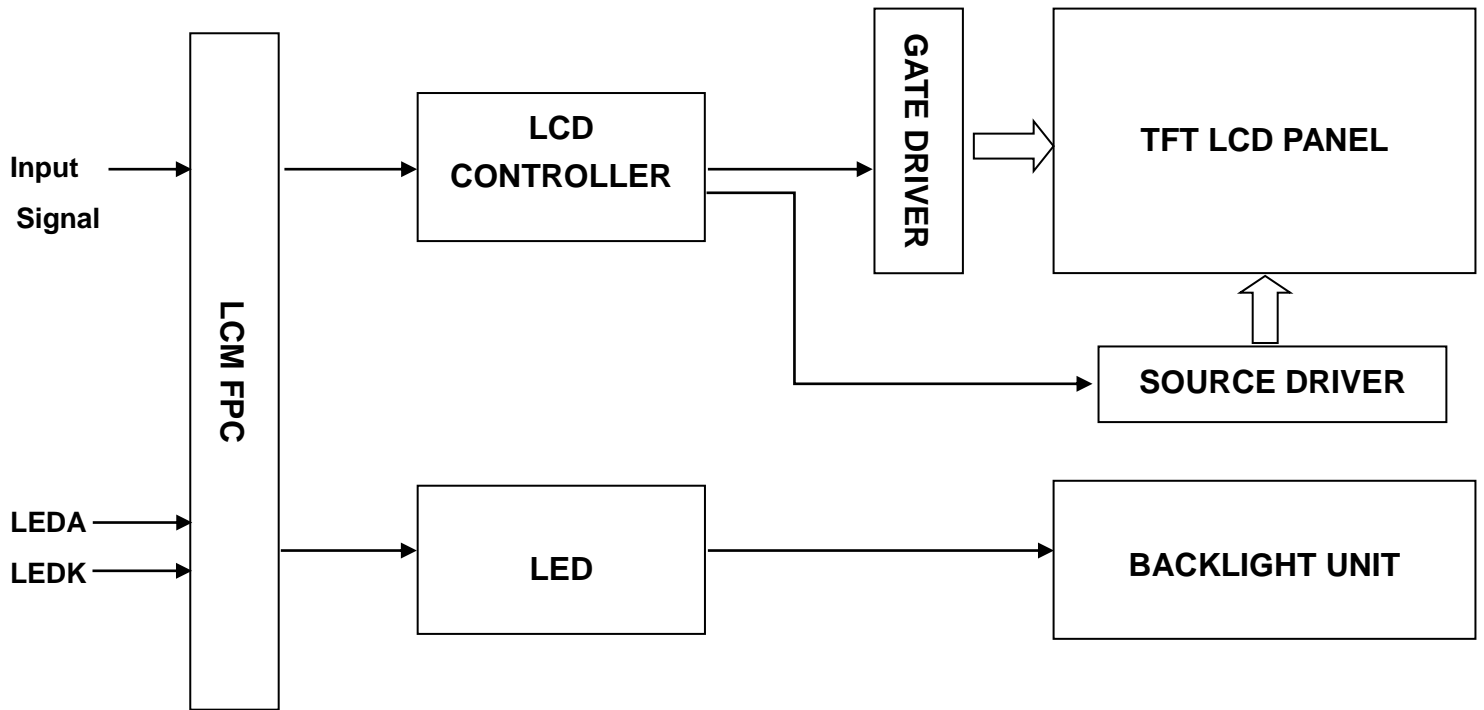 Input
Signal
LEDA
LEDK
LCM FPC
LCD
CONTROLLER
LED
GATE DRIVER
TFT LCD PANEL
SOURCE DRIVER
BACKLIGHT UNIT